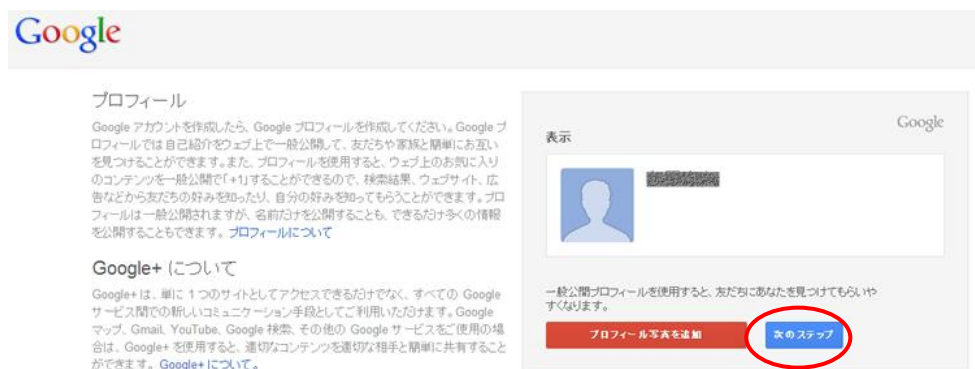 Google
プロフィール
Google アカウントを作成したら、Google プロフィールを作成してください。Google プ
ロフィールでは自己紹介をウェブ上で一般公開して、友だちや家族と簡単にお互い
を見つけることができます。また、プロフィールを使用すると、ウェブ上のお気に入り
のコンテンツを一般公開で「+1」することができるので、検索結果、ウェブサイト、広
告などから友だちの好みを知ったり、自分の好みを知ってもらうことができます。プロ
フィールは一般公開されますが、名前だけを公開することも、できるだけ多くの情報
を公開することもできます。プロフィールについて
Google+ について
Google+ は、単に 1 つのサイトとしてアクセスできるだけでなく、すべての Google
サービス間での新しいコミュニケーション手段としてご利用いただけます。Google
マップ、Gmail、YouTube、Google 検索、その他の Google サービスをご使用の場
合は、Google+ を使用すると、適切なコンテンツを適切な相手と簡単に共有すること
ができます。Google+ について。
Google
表示
一般公開プロフィールを使用すると、友だちにあなたを見つけてもらいや
すくなります。
プロフィール写真を追加
次のステップ